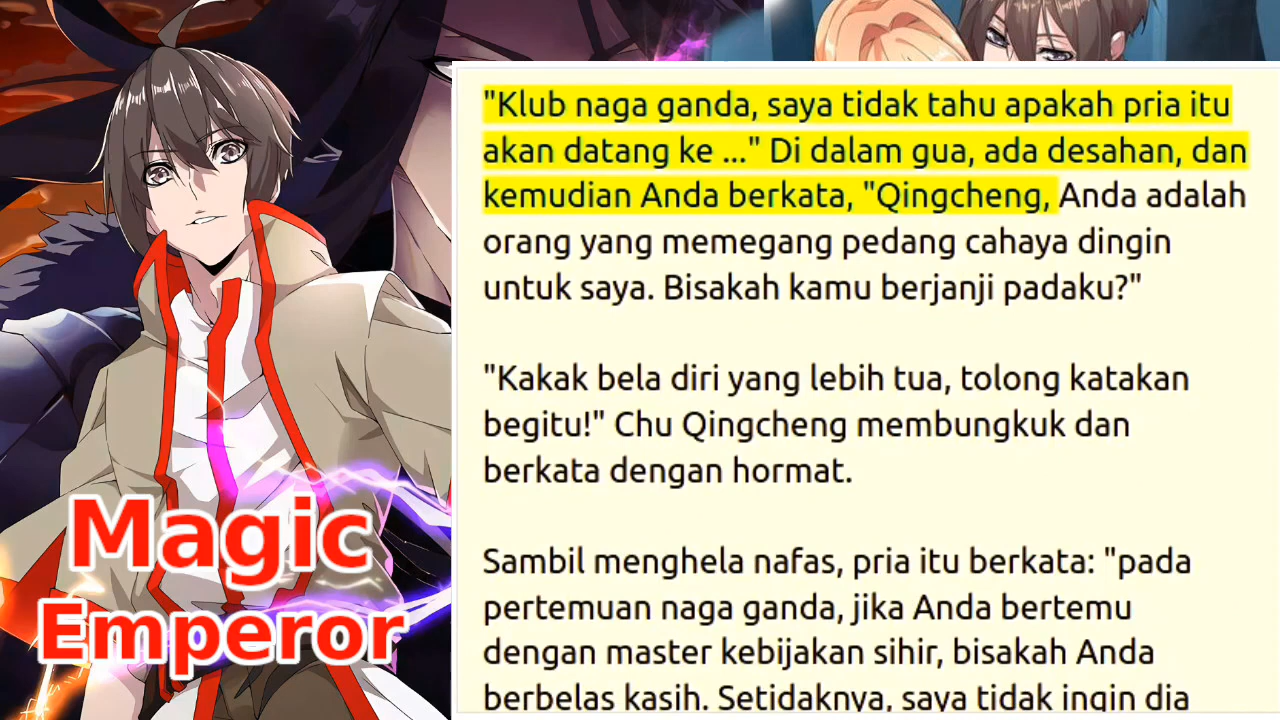 Magic
Emperor
"Klub naga ganda, saya tidak tahu apakah pria itu
akan datang ke ..." Di dalam gua, ada desahan, dan
kemudian Anda berkata, "Qingcheng, Anda adalah
orang yang memegang pedang cahaya dingin
untuk saya. Bisakah kamu berjanji padaku?"
"Kakak bela diri yang lebih tua, tolong katakan
begitu!" Chu Qingcheng membungkuk dan
berkata dengan hormat.
Sambil menghela nafas, pria itu berkata: "pada
pertemuan naga ganda, jika Anda bertemu
dengan master kebijakan sihir, bisakah Anda
berbelas kasih. Setidaknya, saya tidak ingin dia